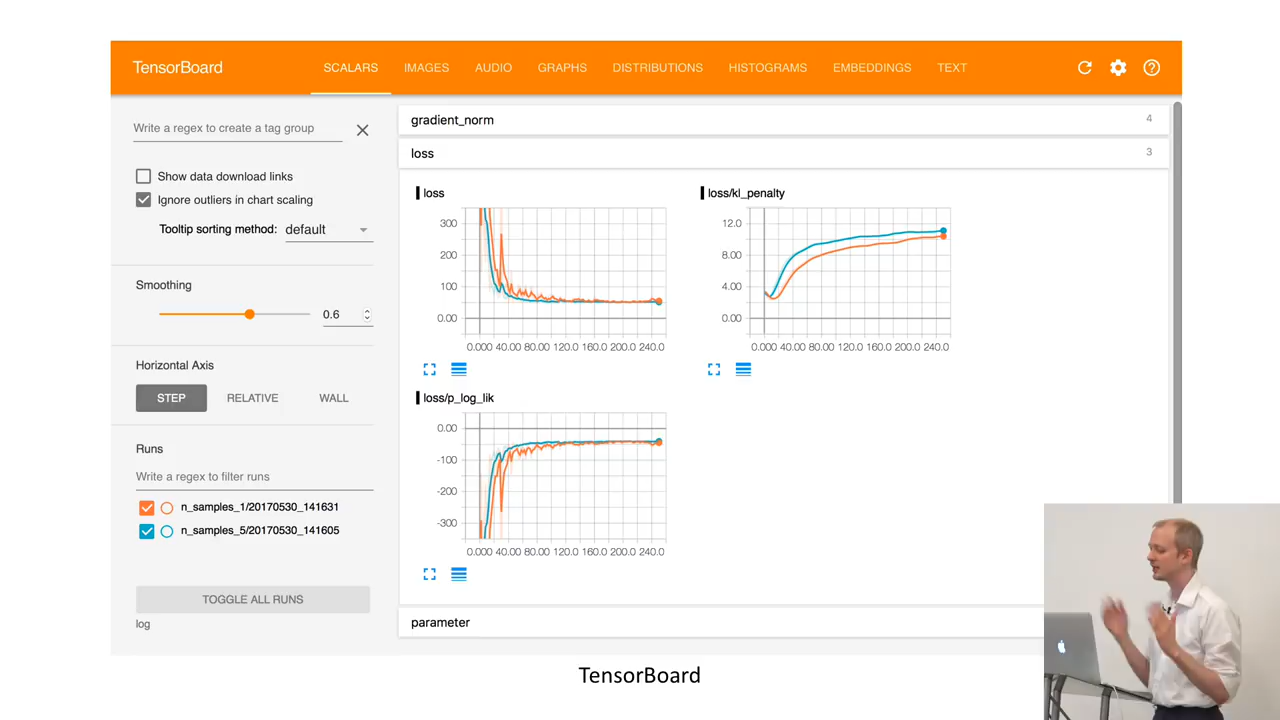 TensorBoard
SCALARS
IMAGES
AUDIO
GRAPHS
DISTRIBUTIONS
HISTOGRAMS
EMBEDDINGS
TEXT
Write a regex to create a tag group
Show data download links
Ignore outliers in chart scaling
Tooltip sorting method: default
Smoothing
0.6
Horizontal Axis
STEP
RELATIVE
WALL
Runs
Write a regex to filter runs
n_samples_1/20170530_141631
n_samples_5/20170530_141605
TOGGLE ALL RUNS
log
gradient_norm
4
loss
3
loss
300
200
100
0.00
0.000 40.00 80.00 120.0 160.0 200.0 240.0
loss/kl_penalty
12.0
8.00
4.00
0.00
0.000 40.00 80.00 120.0 160.0 200.0 240.0
loss/p_log_lik
0.00
-100
-200
-300
0.000 40.00 80.00 120.0 160.0 200.0 240.0
parameter
TensorBoard